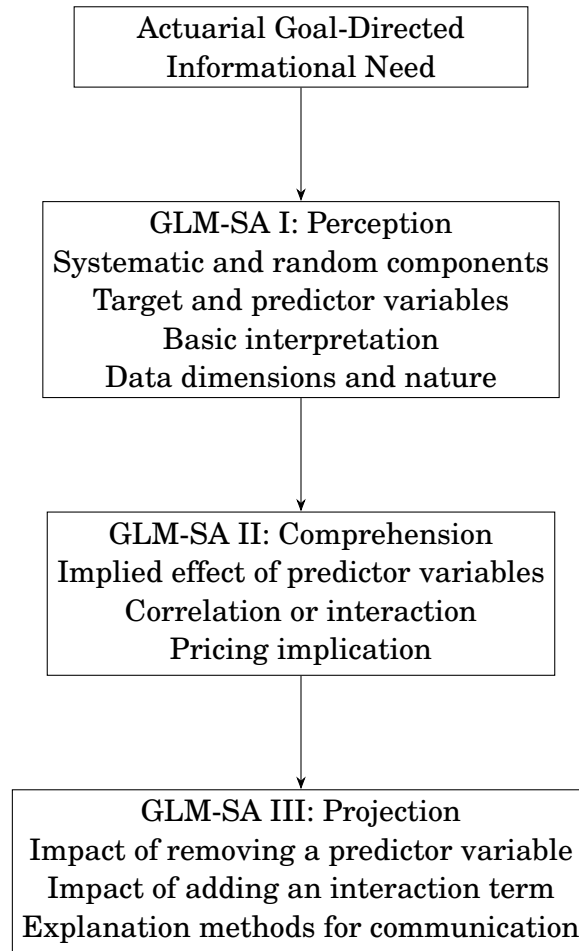 Actuarial Goal-Directed
Informational Need
GLM-SA I: Perception
Systematic and random components
Target and predictor variables
Basic interpretation
Data dimensions and nature
GLM-SA II: Comprehension
Implied effect of predictor variables
Correlation or interaction
Pricing implication
GLM-SA III: Projection
Impact of removing a predictor variable
Impact of adding an interaction term
Explanation methods for communication